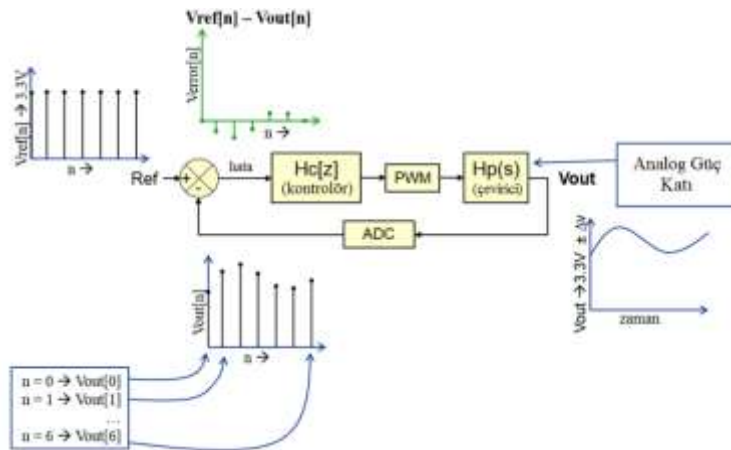 Vref[n] – Vout[n]
Vref[n] → 3.3V
n →
Verror[n]
n →
Ref
+
-
hata
Hc[z]
(kontrolör)
PWM
Hp(s)
(çevirici)
Vout
Analog Güç
Katı
ADC
Vout[n]
n →
Vout → 3.3V ± ΔV
zaman
n = 0 → Vout[0]
n = 1 → Vout[1]
...
n = 6 → Vout[6]